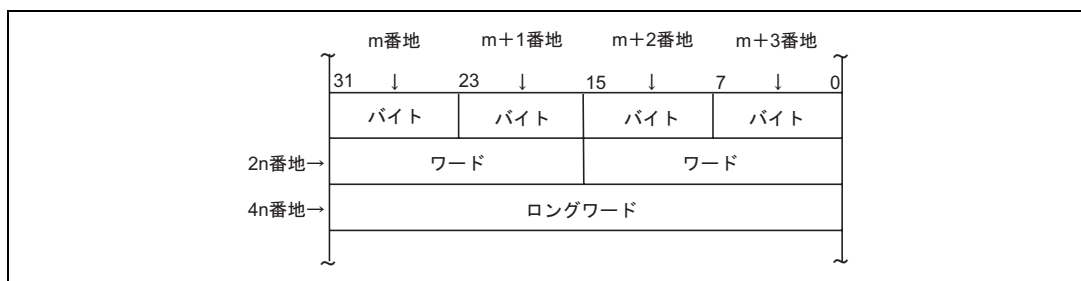 m番地 m+1番地 m+2番地 m+3番地
31 ↓ 23 ↓ 15 ↓ 7 ↓ 0
バイト バイト バイト バイト
2n番地→ ワード ワード
4n番地→ ロングワード